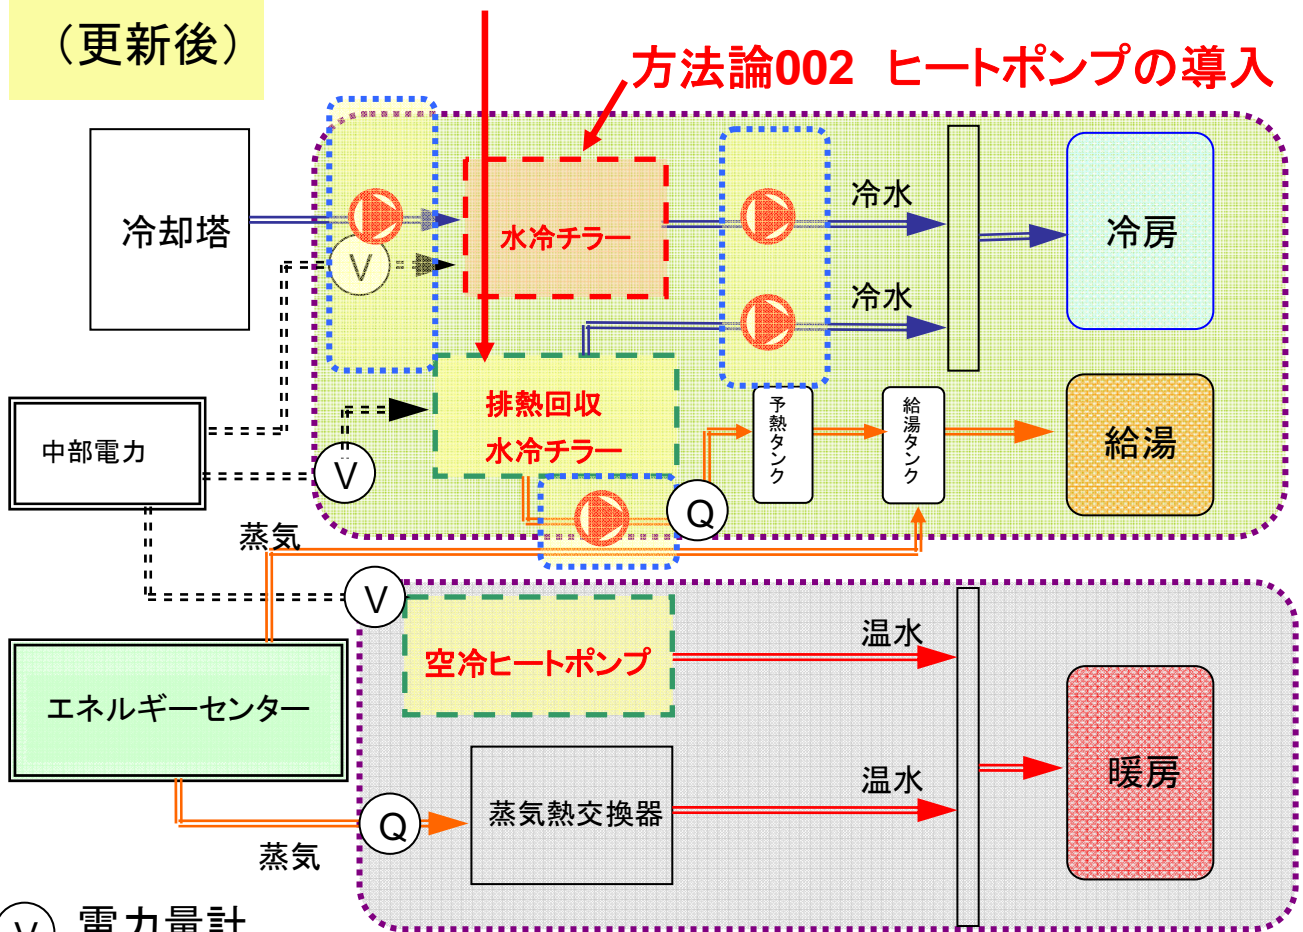 （更新後）
方法論002　ヒートポンプの導入
冷却塔
水冷チラー
冷水
冷房
V
冷水
排熱回収
水冷チラー
予熱タンク
給湯タンク
給湯
中部電力
V
Q
蒸気
V
空冷ヒートポンプ
温水
エネルギーセンター
暖房
温水
蒸気熱交換器
Q
蒸気
V 電力量計